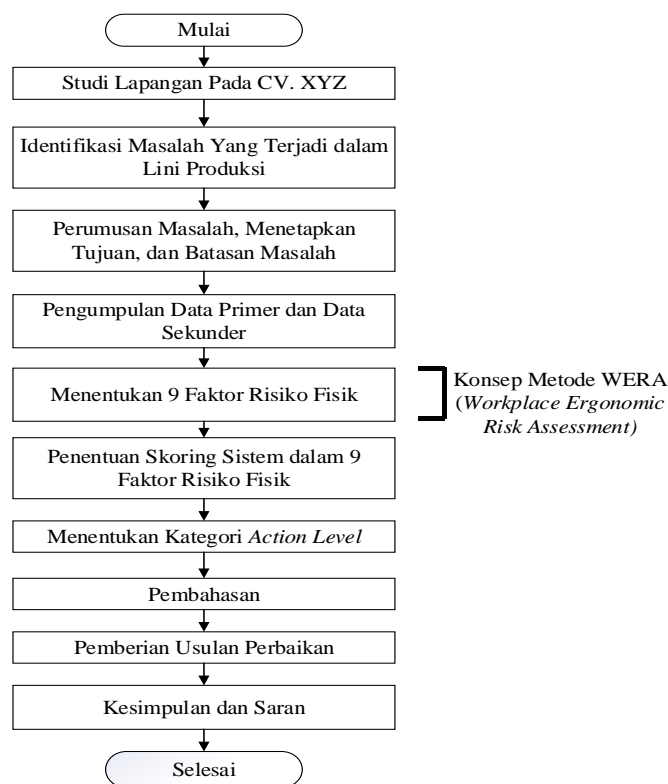 Mulai
Studi Lapangan Pada CV. XYZ
Identifikasi Masalah Yang Terjadi dalam
Lini Produksi
Perumusan Masalah, Menetapkan
Tujuan, dan Batasan Masalah
Pengumpulan Data Primer dan Data
Sekunder
Menentukan 9 Faktor Risiko Fisik
Konsep Metode WERA
(Workplace Ergonomic
Risk Assessment)
Penentuan Skoring Sistem dalam 9
Faktor Risiko Fisik
Menentukan Kategori Action Level
Pembahasan
Pemberian Usulan Perbaikan
Kesimpulan dan Saran
Selesai